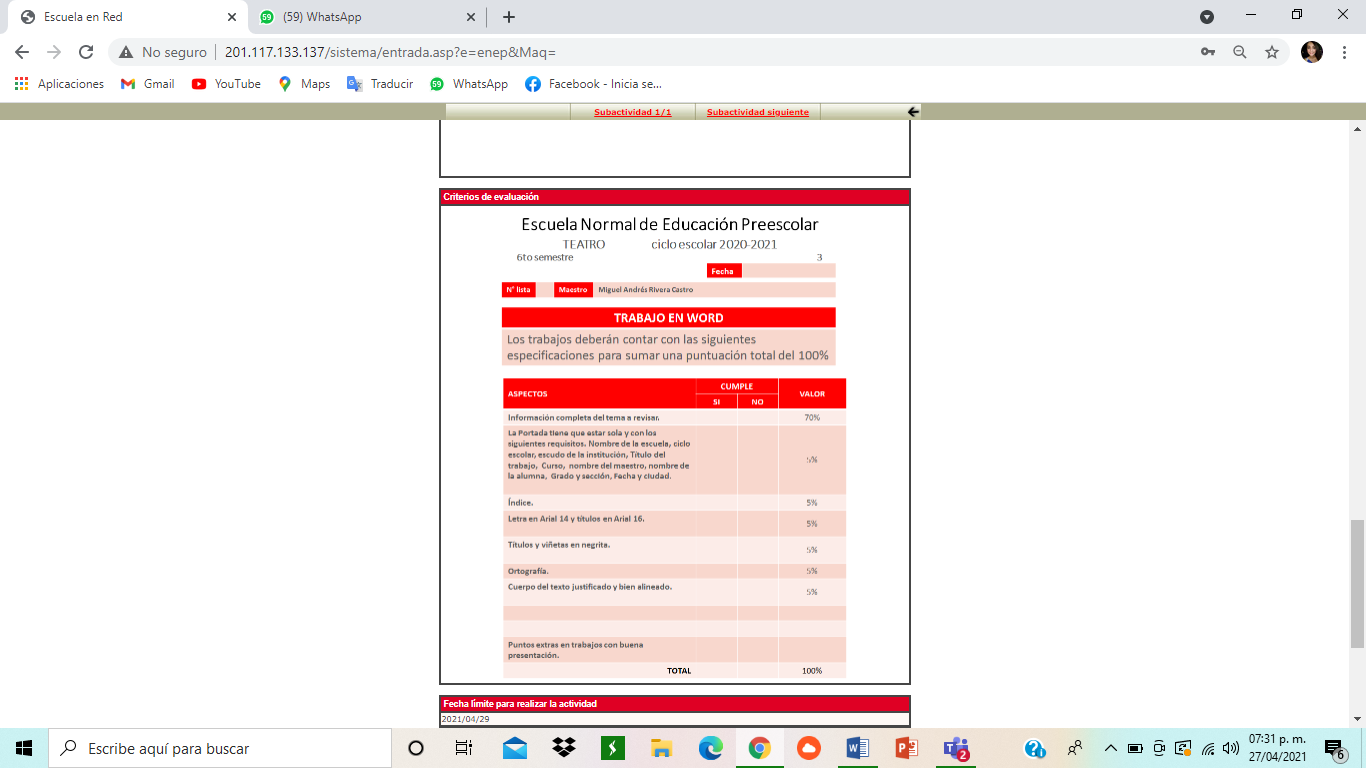 Escuela en Red
(59) WhatsApp
No seguro
201.117.133.137/sistema/entrada.asp?e=enep&Maq=
Aplicaciones
Gmail
YouTube
Maps
Traducir
59
WhatsApp
Facebook - Inicia se...
Subactividad 1/1
Subactividad siguiente
Criterios de evaluación
Escuela Normal de Educación Preescolar
TEATRO ciclo escolar 2020-2021
6to semestre 3
Fecha
N° lista Maestro Miguel Andrés Rivera Castro
TRABAJO EN WORD
Los trabajos deberán contar con las siguientes
especificaciones para sumar una puntuación total del 100%
ASPECTOS CUMPLE VALOR
SI NO
Información completa del tema a revisar. 70%
La Portada tiene que estar sola y con los
siguientes requisitos. Nombre de la escuela, ciclo
escolar, escudo de la institución, Título del
trabajo, Curso, nombre del maestro, nombre de
la alumna, Grado y sección, Fecha y ciudad.
5%
Índice. 5%
Letra en Arial 14 y títulos en Arial 16. 5%
Títulos y viñetas en negrita. 5%
Ortografía. 5%
Cuerpo del texto justificado y bien alineado. 5%
Puntos extras en trabajos con buena
presentación.
TOTAL 100%
Fecha límite para realizar la actividad
2021/04/29
Escribe aquí para buscar
2
07:31 p. m.
27/04/2021
6